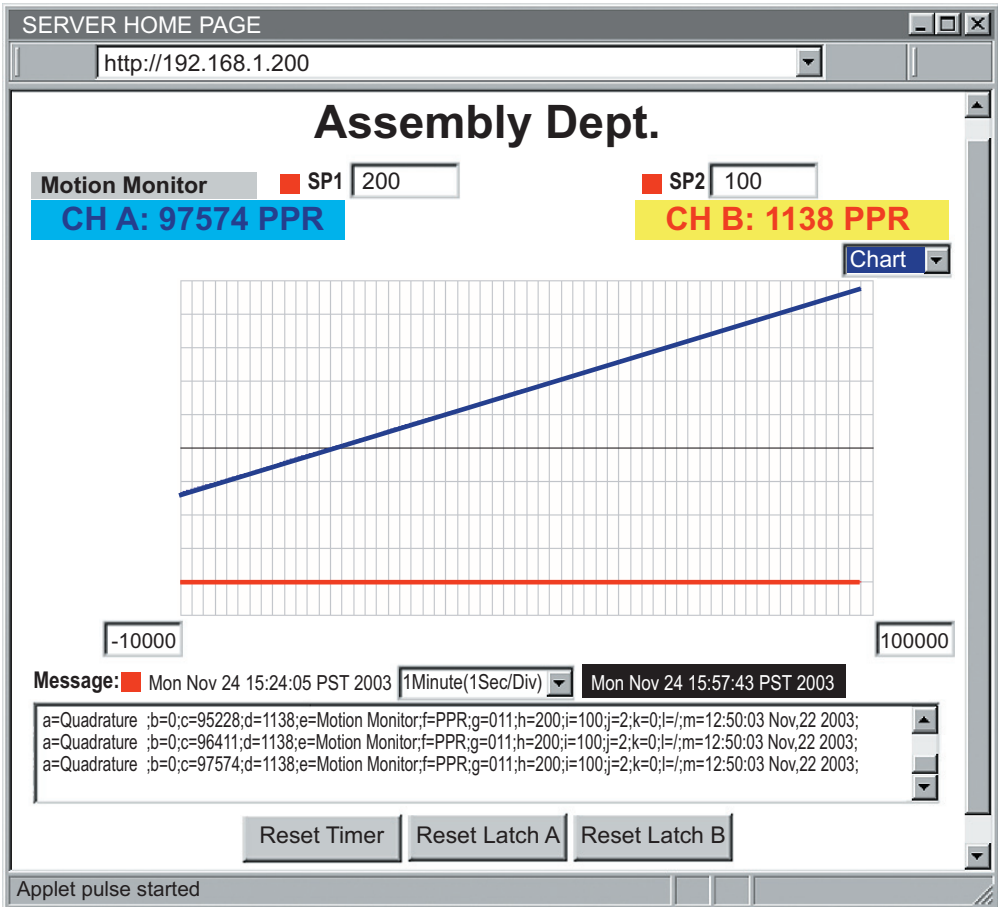 SERVER HOME PAGE
http://192.168.1.200
Assembly Dept.
Motion Monitor
SP1 200
SP2 100
CH A: 97574 PPR
CH B: 1138 PPR
Chart
-10000
100000
Message: Mon Nov 24 15:24:05 PST 2003 1Minute(1Sec/Div) Mon Nov 24 15:57:43 PST 2003
a=Quadrature ;b=0;c=95228;d=1138;e=Motion Monitor;f=PPR;g=011;h=200;i=100;j=2;k=0;l=/;m=12:50:03 Nov,22 2003;
a=Quadrature ;b=0;c=96411;d=1138;e=Motion Monitor;f=PPR;g=011;h=200;i=100;j=2;k=0;l=/;m=12:50:03 Nov,22 2003;
a=Quadrature ;b=0;c=97574;d=1138;e=Motion Monitor;f=PPR;g=011;h=200;i=100;j=2;k=0;l=/;m=12:50:03 Nov,22 2003;
Reset Timer Reset Latch A Reset Latch B
Applet pulse started